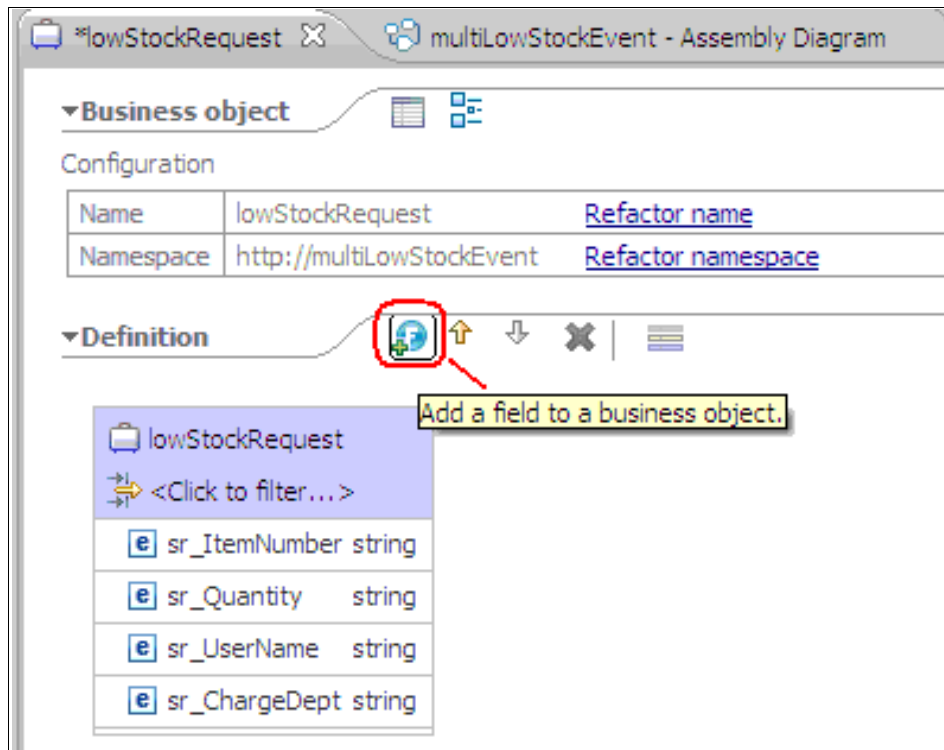 *lowStockRequest multiLowStockEvent - Assembly Diagram
Business object
Configuration
Name lowStockRequest Refactor name
Namespace http://multiLowStockEvent Refactor namespace
Definition
Add a field to a business object.
lowStockRequest
<Click to filter...>
e sr_ItemNumber string
e sr_Quantity string
e sr_UserName string
e sr_ChargeDept string